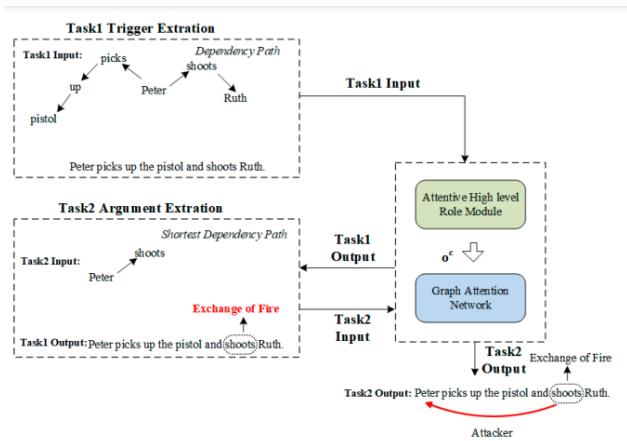 Task1 Trigger Extration
Task1 Input:
Dependency Path
picks
shoots
up
Peter
Ruth
pistol
Peter picks up the pistol and shoots Ruth.
Task1 Input
Attentive High level
Role Module
oc
Graph Attention
Network
Task2 Argument Extration
Shortest Dependency Path
Task2 Input:
shoots
Peter
Exchange of Fire
Task1 Output: Peter picks up the pistol and shoots Ruth.
Task1
Output
Task2
Input
Task2
Output
Exchange of Fire
Task2 Output: Peter picks up the pistol and shoots Ruth.
Attacker